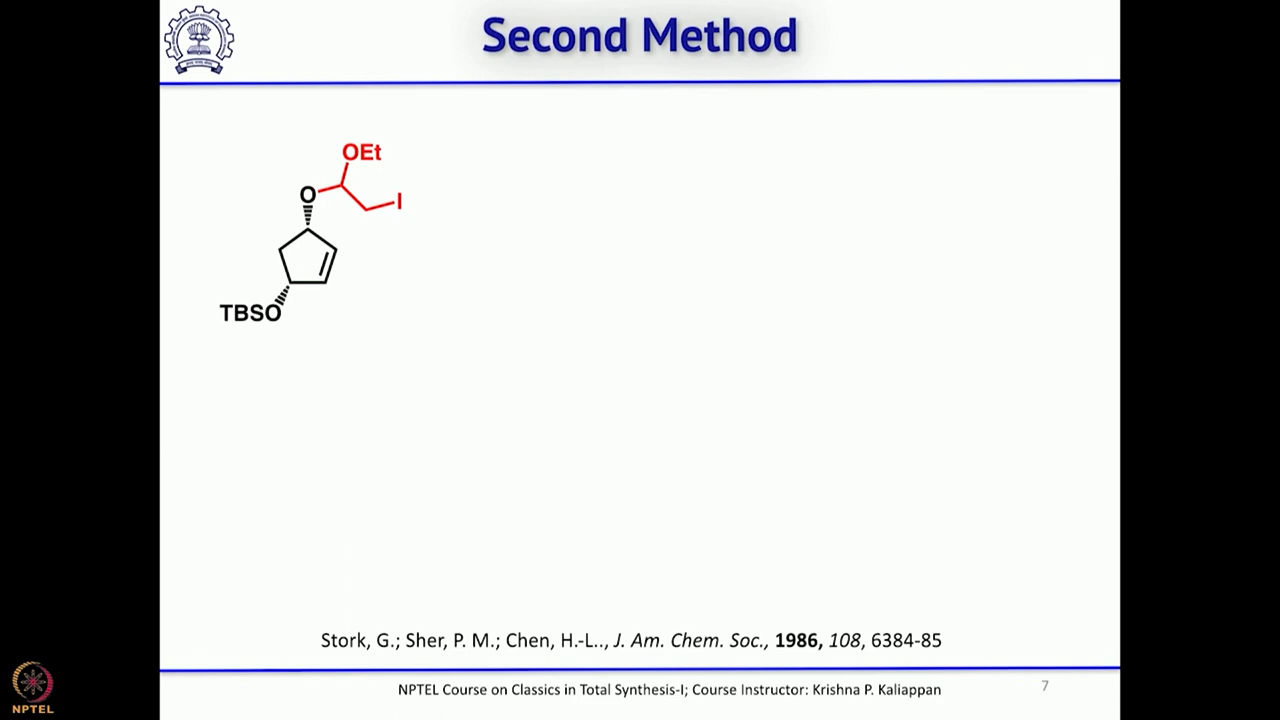 Second Method
OEt
O
I
TBSO
Stork, G.; Sher, P. M.; Chen, H.-L.., J. Am. Chem. Soc., 1986, 108, 6384-85
NPTEL Course on Classics in Total Synthesis-I; Course Instructor: Krishna P. Kaliappan
7
NPTEL